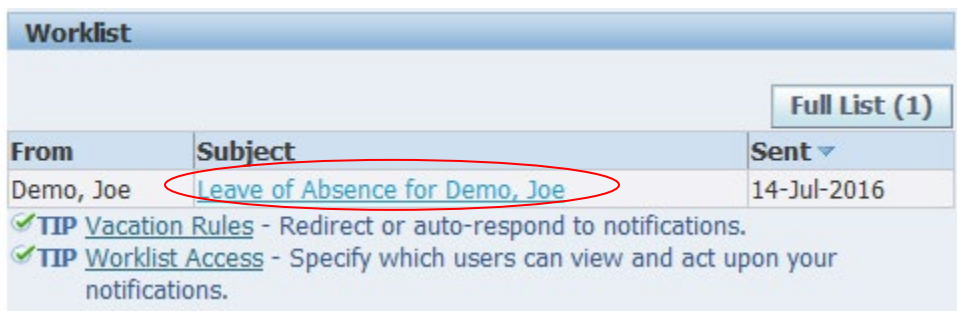 Worklist
Full List (1)
From Subject Sent
Demo, Joe Leave of Absence for Demo, Joe 14-Jul-2016
TIP Vacation Rules - Redirect or auto-respond to notifications.
TIP Worklist Access - Specify which users can view and act upon your
notifications.